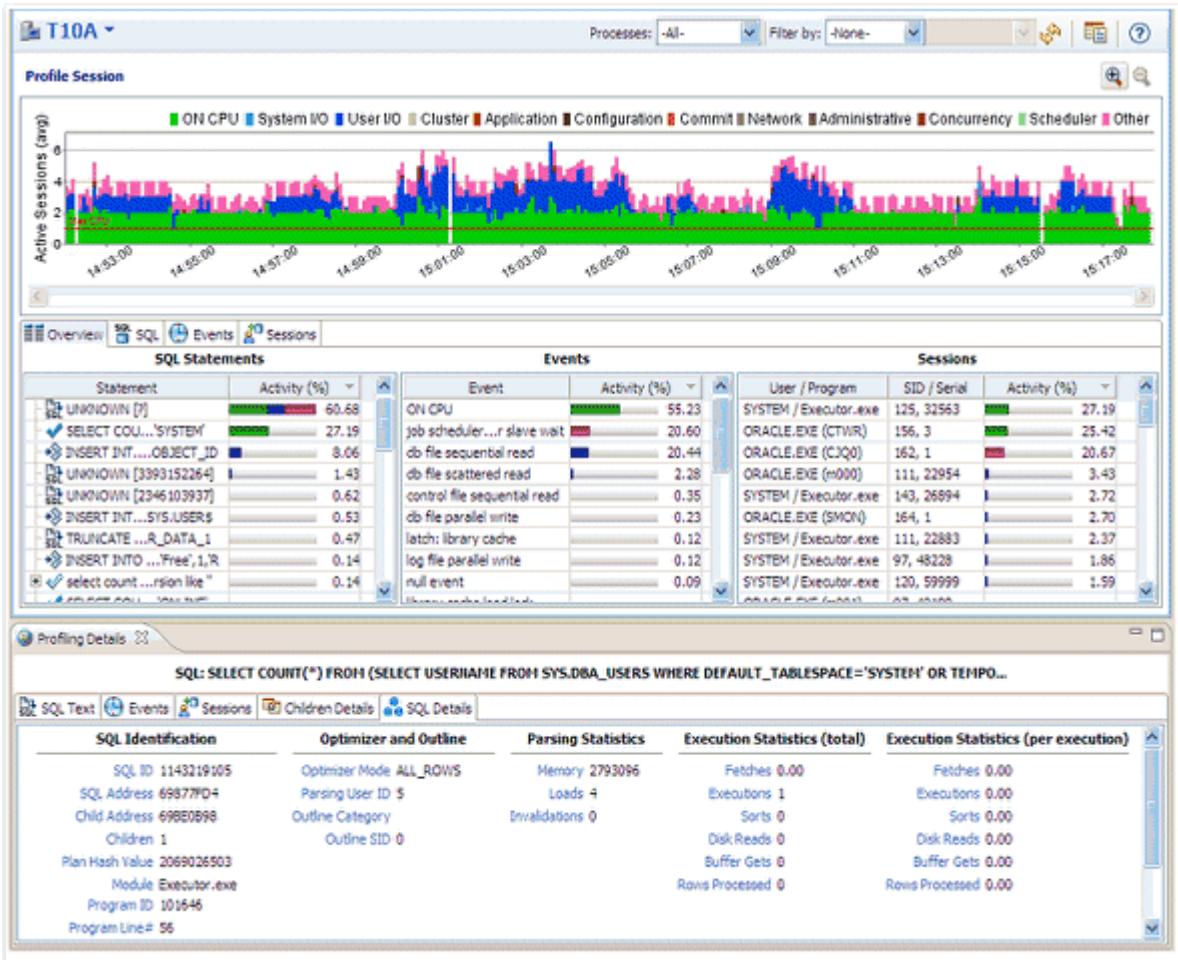 T10A
Processes: -All- Filter by: -None-
Profile Session
ON CPU System I/O User I/O Cluster Application Configuration Commit Network Administrative Concurrency Scheduler Other
Active Sessions (avg)
6
4
2
0
Max CPU
14:53:00 14:55:00 14:57:00 14:59:00 15:01:00 15:03:00 15:05:00 15:07:00 15:09:00 15:11:00 15:13:00 15:15:00 15:17:00
Overview SQL Events Sessions
SQL Statements Events Sessions
Statement Activity (%) Event Activity (%) User / Program SID / Serial Activity (%)
UNKNOWN [?] 60.68 ON CPU 55.23 SYSTEM / Executor.exe 125, 32563 27.19
SELECT COU...'SYSTEM' 27.19 job scheduler...r slave wait 20.60 ORACLE.EXE (CTWR) 156, 3 25.42
INSERT INT....OBJECT_ID 8.06 db file sequential read 20.44 ORACLE.EXE (CJQ0) 162, 1 20.67
UNKNOWN [3393152264] 1.43 db file scattered read 2.28 ORACLE.EXE (m000) 111, 22954 3.43
UNKNOWN [2346103937] 0.62 control file sequential read 0.35 SYSTEM / Executor.exe 143, 26894 2.72
INSERT INT...SYS.USER$ 0.53 db file parallel write 0.23 ORACLE.EXE (SMON) 164, 1 2.70
TRUNCATE ...R_DATA_1 0.47 latch: library cache 0.12 SYSTEM / Executor.exe 111, 22883 2.37
INSERT INTO ...'Free',1,'R 0.14 log file parallel write 0.12 SYSTEM / Executor.exe 97, 48228 1.86
select count ...rsion like '' 0.14 null event 0.09 SYSTEM / Executor.exe 120, 59999 1.59
Profiling Details
SQL: SELECT COUNT(*) FROM (SELECT USERNAME FROM SYS.DBA_USERS WHERE DEFAULT_TABLESPACE='SYSTEM' OR TEMPO...
SQL Text Events Sessions Children Details SQL Details
SQL Identification Optimizer and Outline Parsing Statistics Execution Statistics (total) Execution Statistics (per execution)
SQL ID 1143219105 Optimizer Mode ALL_ROWS Memory 2793096 Fetches 0.00 Fetches 0.00
SQL Address 69877FD4 Parsing User ID 5 Loads 4 Executions 1 Executions 0.00
Child Address 69BE0B98 Outline Category Invalidations 0 Sorts 0 Sorts 0.00
Children 1 Outline SID 0 Disk Reads 0 Disk Reads 0.00
Plan Hash Value 2069026503 Buffer Gets 0 Buffer Gets 0.00
Module Executor.exe Rows Processed 0 Rows Processed 0.00
Program ID 101646
Program Line# 56